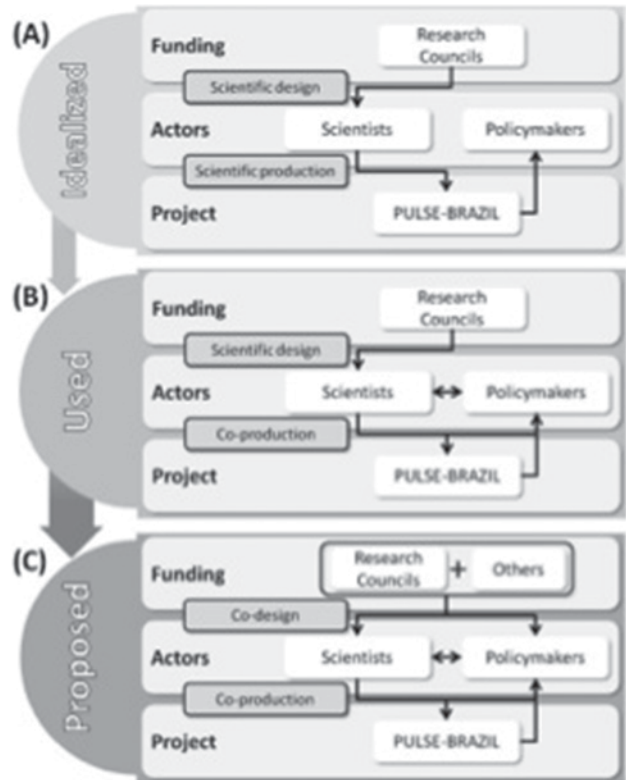 (A)
Idealized
Funding
Research
Councils
Scientific design
Actors
Scientists
Policymakers
Scientific production
Project
PULSE-BRAZIL
(B)
Used
Funding
Research
Councils
Scientific design
Actors
Scientists
Policymakers
Co-production
Project
PULSE-BRAZIL
(C)
Proposed
Funding
Research
Councils
+
Others
Co-design
Actors
Scientists
Policymakers
Co-production
Project
PULSE-BRAZIL